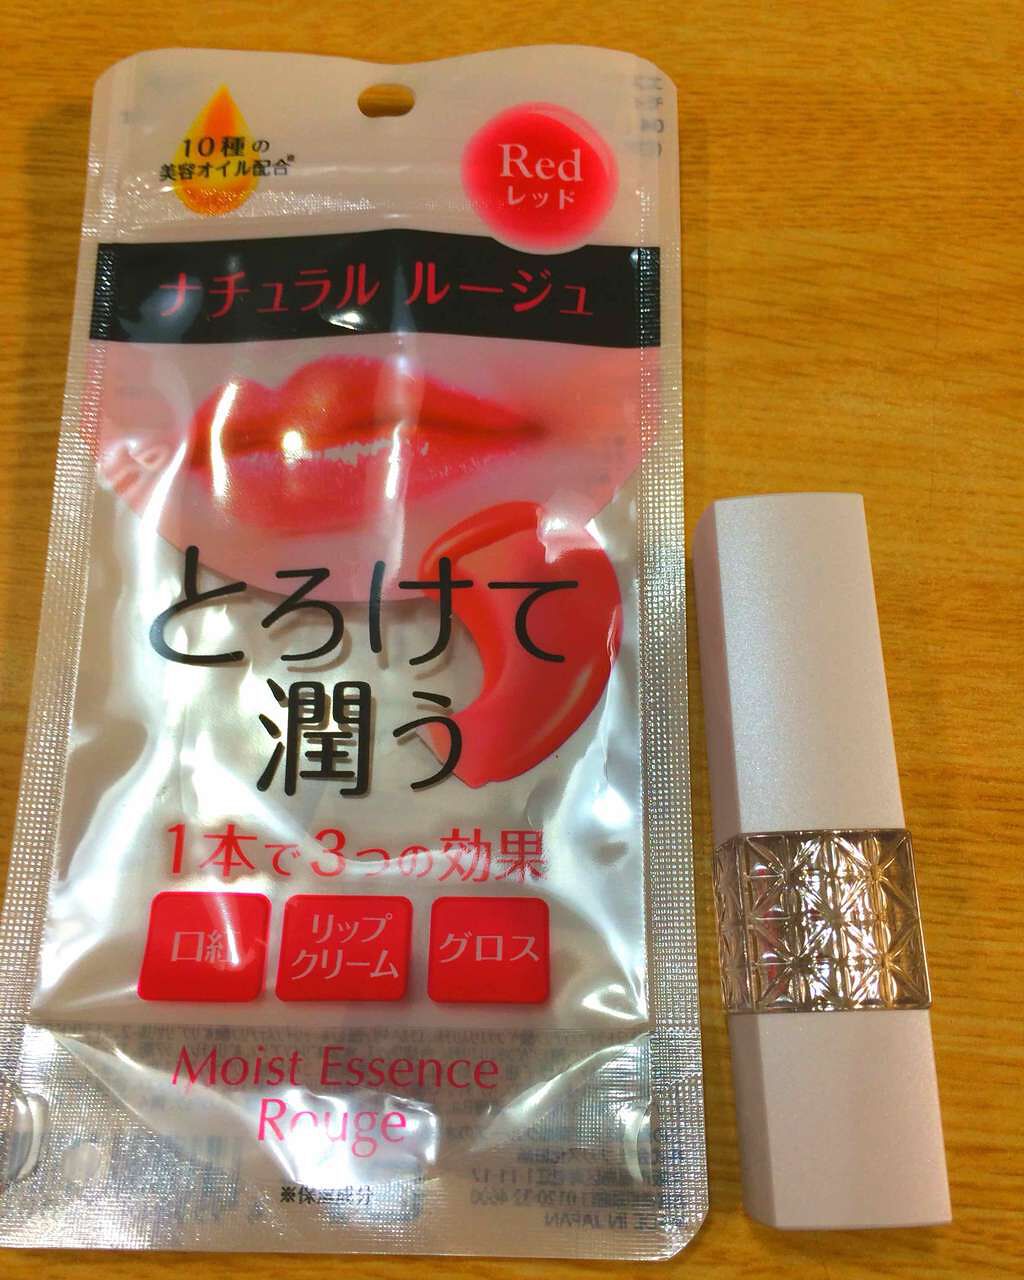 10種の
美容オイル配合※
Red
レッド
ナチュラル ルージュ
とろけて
潤う
1本で3つの効果
口紅
リップ
クリーム
グロス
Moist Essence
Rouge
※保湿成分
MADE IN JAPAN